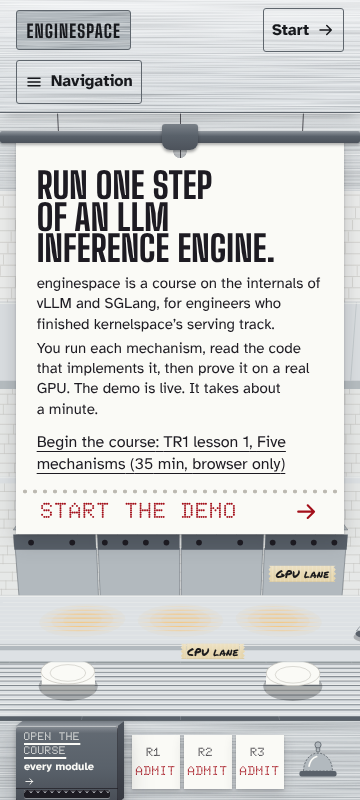 ENGINESPACE
Start →
≡ Navigation
RUN ONE STEP
OF AN LLM
INFERENCE ENGINE.
enginespace is a course on the internals of
vLLM and SGLang, for engineers who
finished kernelspace’s serving track.
You run each mechanism, read the code
that implements it, then prove it on a real
GPU. The demo is live. It takes about
a minute.
Begin the course: TR1 lesson 1, Five
mechanisms (35 min, browser only)
START THE DEMO →
GPU LANE
CPU LANE
OPEN THE
COURSE
every module
→
R1 R2 R3
ADMIT ADMIT ADMIT